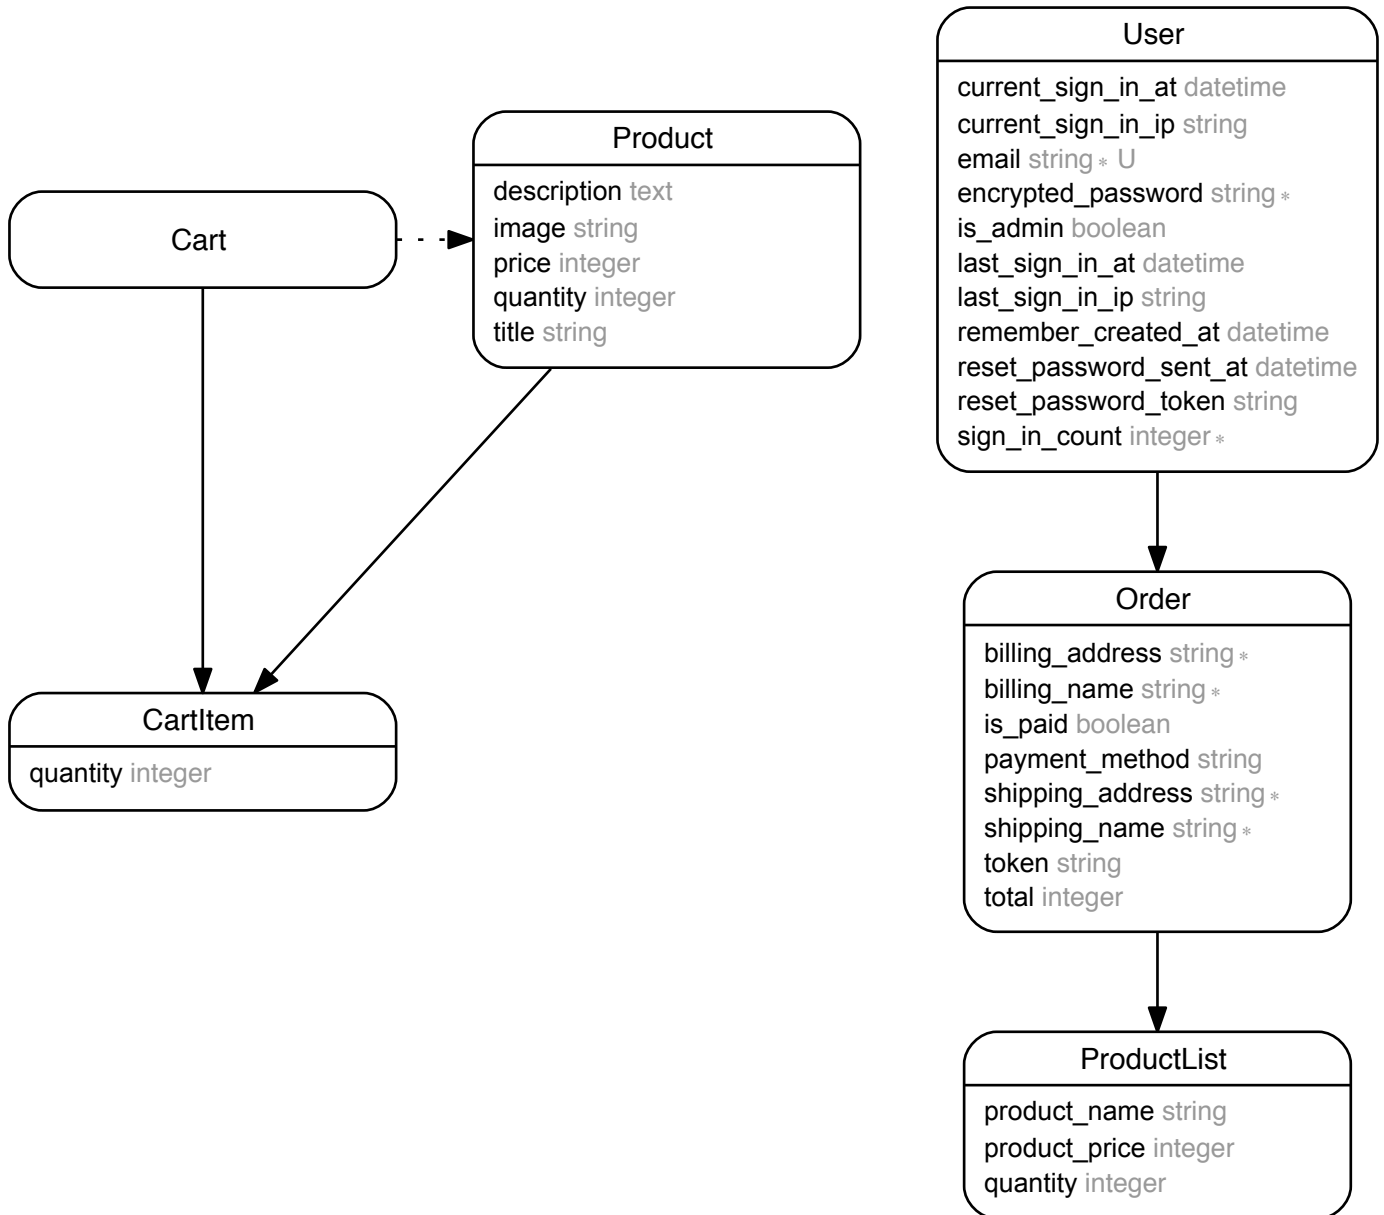 Cart
Product
description text
image string
price integer
quantity integer
title string
CartItem
quantity integer
User
current_sign_in_at datetime
current_sign_in_ip string
email string * U
encrypted_password string *
is_admin boolean
last_sign_in_at datetime
last_sign_in_ip string
remember_created_at datetime
reset_password_sent_at datetime
reset_password_token string
sign_in_count integer *
Order
billing_address string *
billing_name string *
is_paid boolean
payment_method string
shipping_address string *
shipping_name string *
token string
total integer
ProductList
product_name string
product_price integer
quantity integer